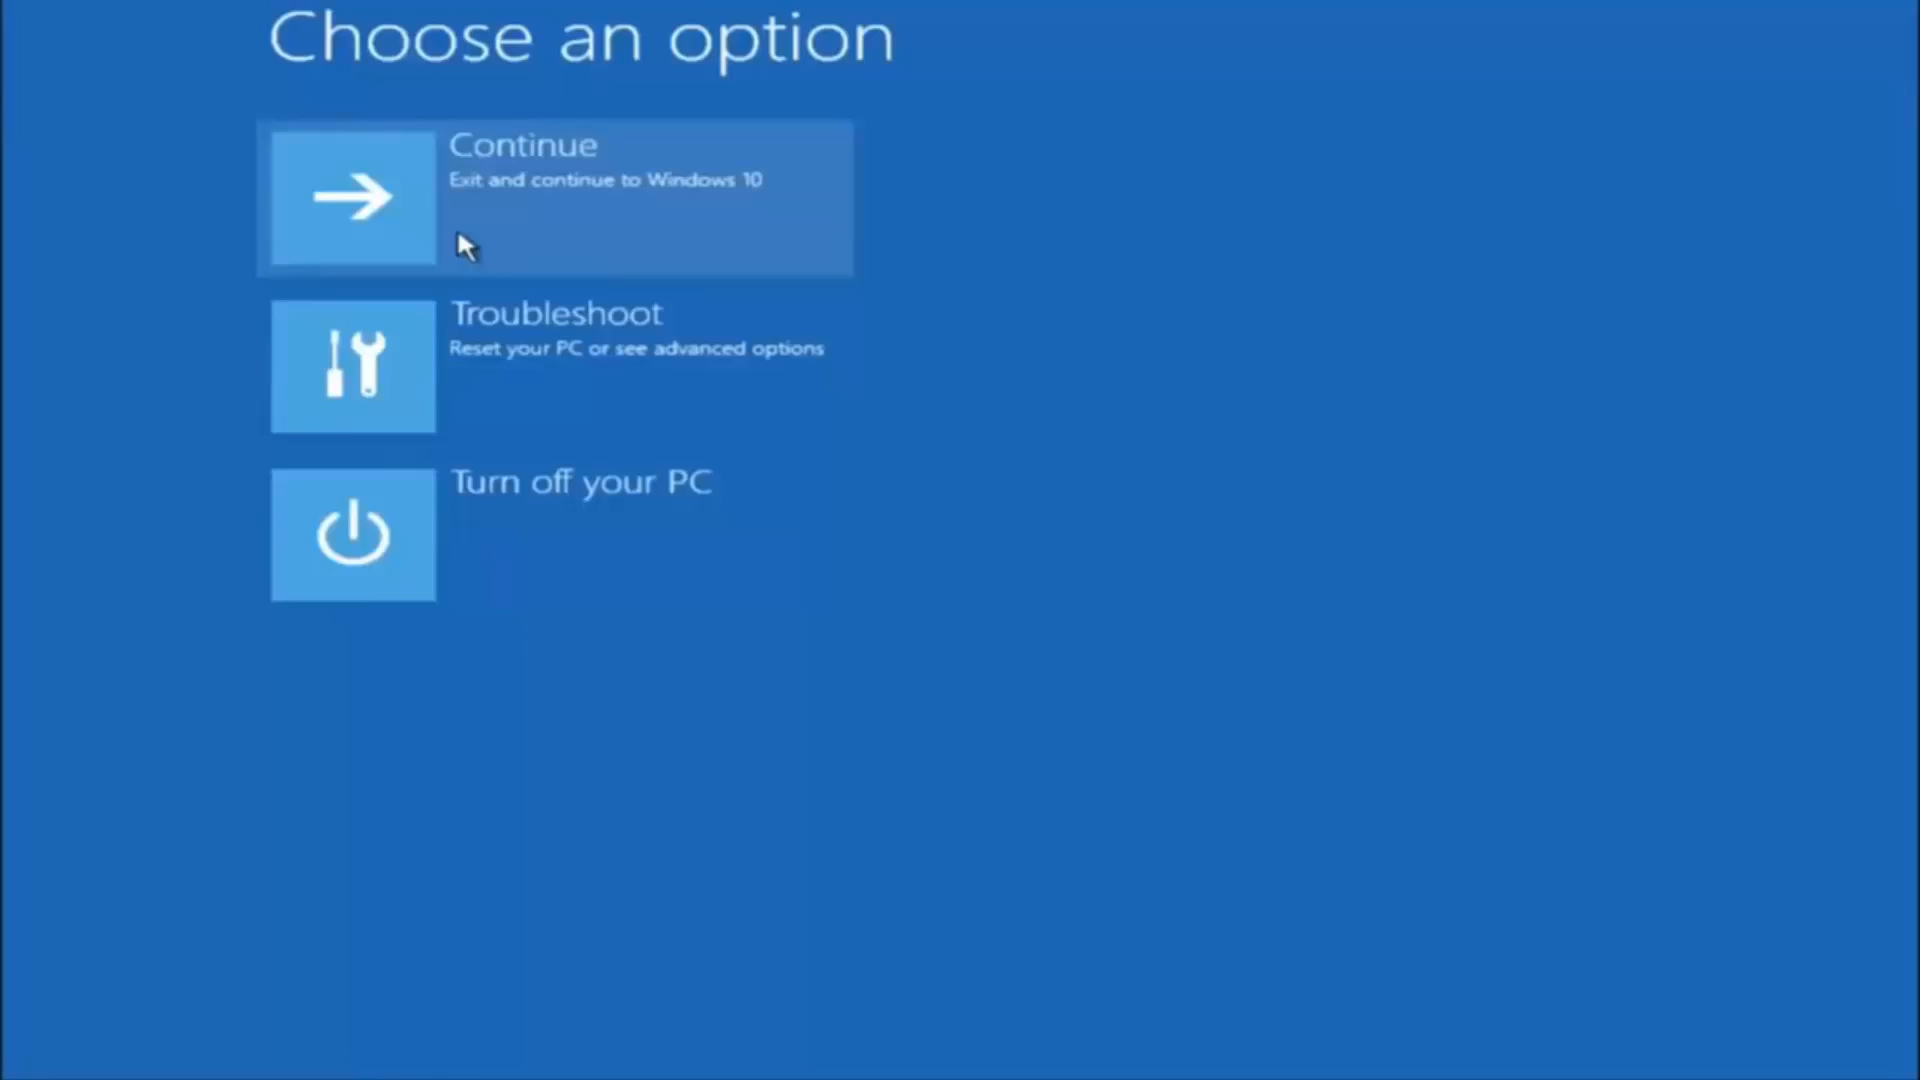 Choose an option
Continue
Exit and continue to Windows 10
Troubleshoot
Reset your PC or see advanced options
Turn off your PC